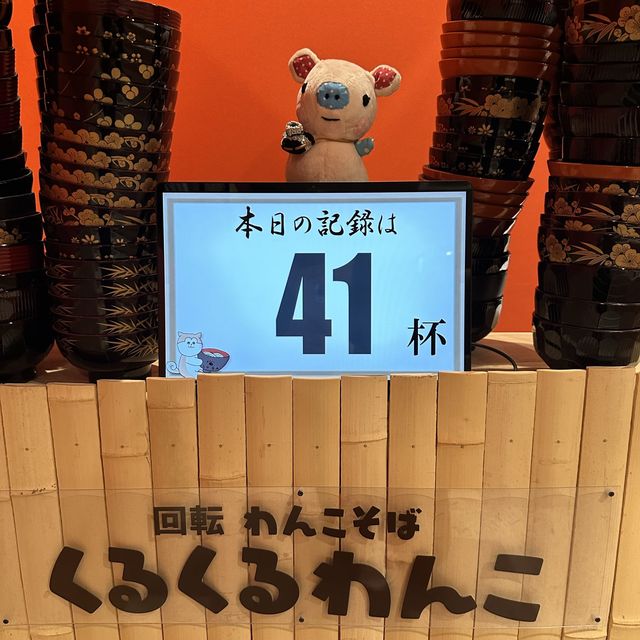 本日の記録は
41 杯
回転 わんこそば
くるくるわんこ